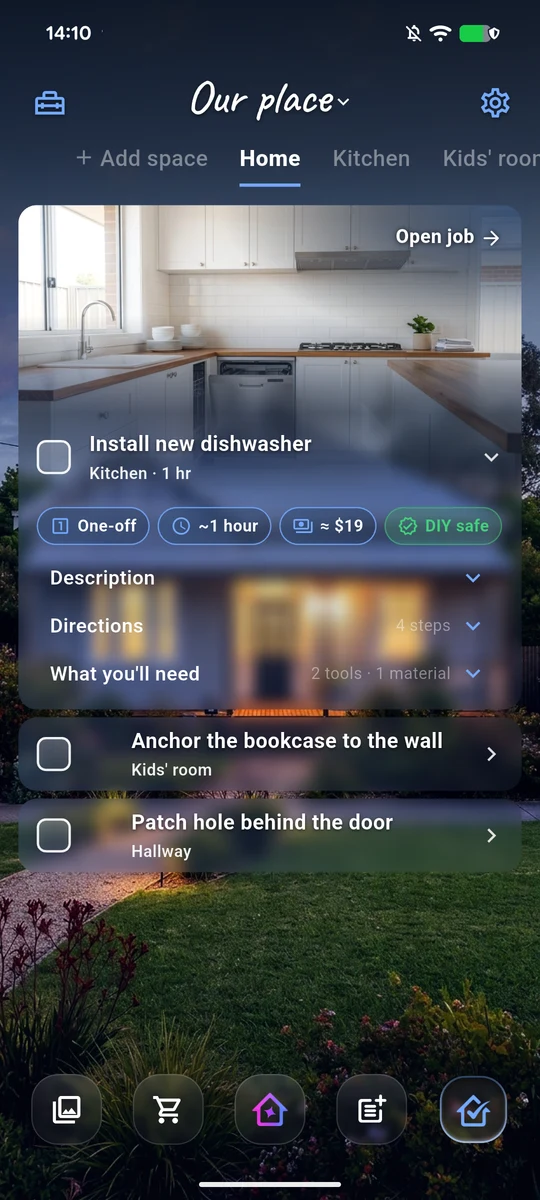 14:10
Our place
+ Add space Home Kitchen Kids' roor
Open job →
Install new dishwasher
Kitchen · 1 hr
One-off ~1 hour ≈ $19 DIY safe
Description
Directions 4 steps
What you'll need 2 tools · 1 material
Anchor the bookcase to the wall
Kids' room
Patch hole behind the door
Hallway